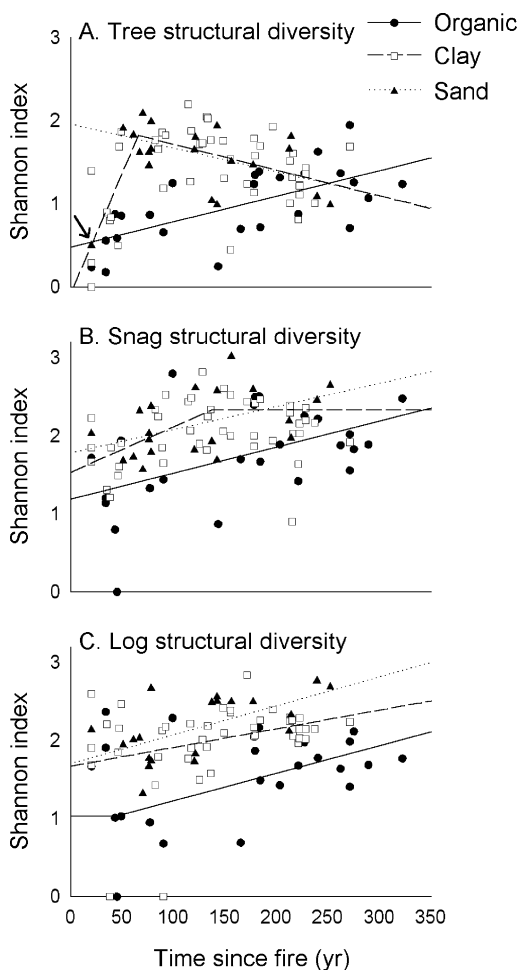 Organic
Clay
Sand
A. Tree structural diversity
3
2
1
0
Shannon index
B. Snag structural diversity
3
2
1
0
Shannon index
C. Log structural diversity
3
2
1
0
Shannon index
0 50 100 150 200 250 300 350
Time since fire (yr)